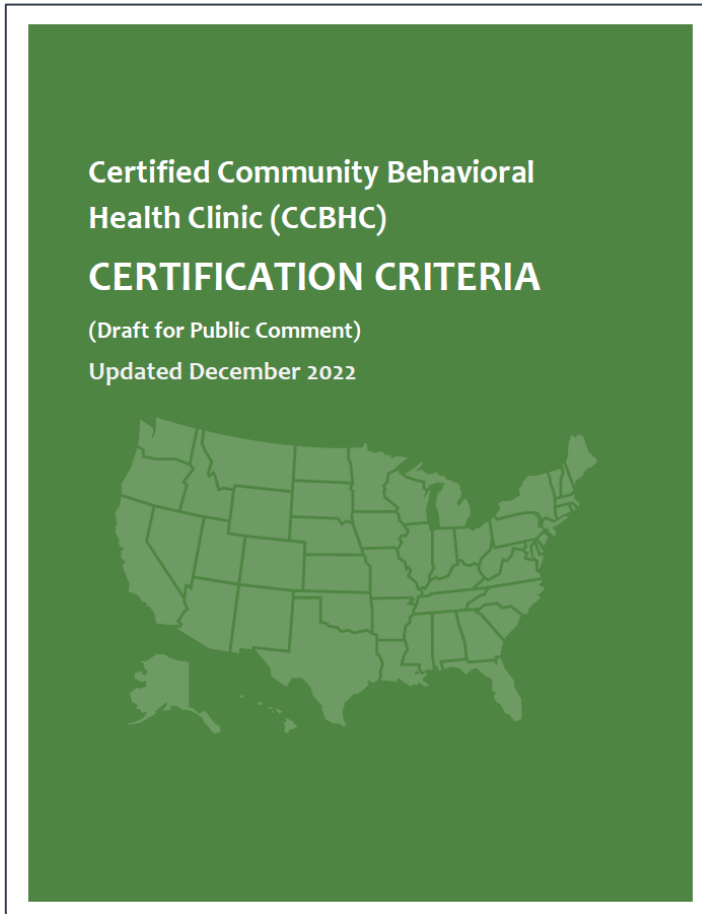 Certified Community Behavioral
Health Clinic (CCBHC)
CERTIFICATION CRITERIA
(Draft for Public Comment)
Updated December 2022